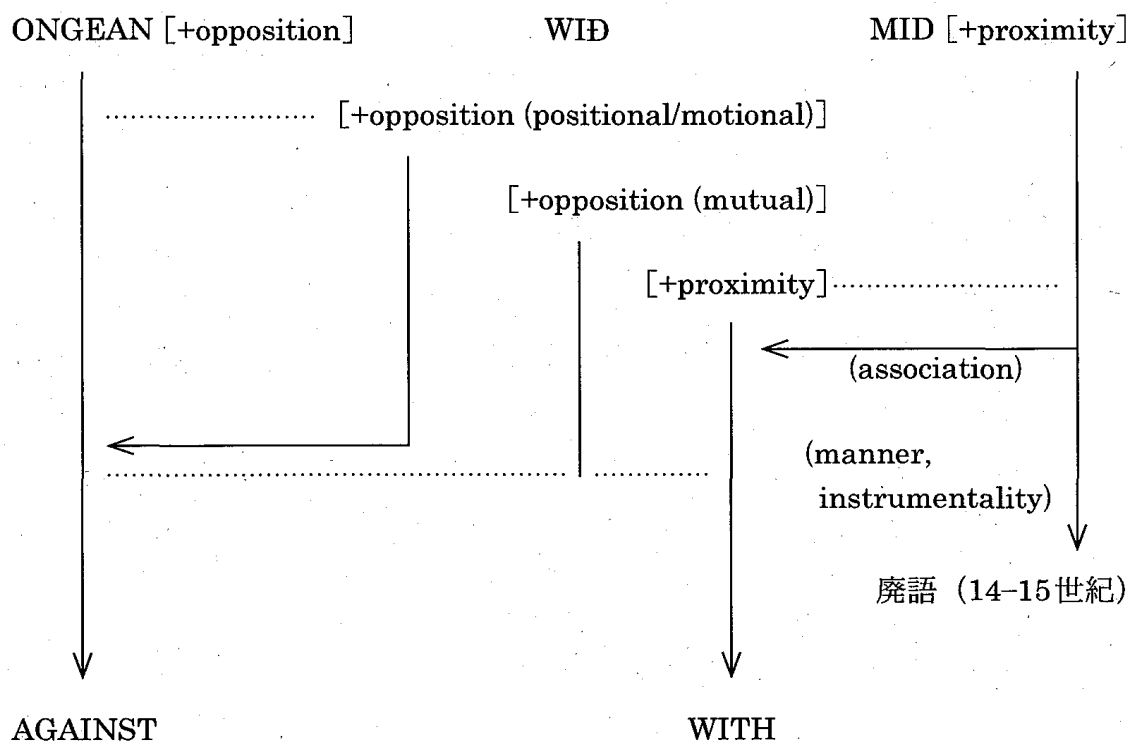 ONGEAN [+opposition] WIĐ MID [+proximity]
[+opposition (positional/motional)]
[+opposition (mutual)]
[+proximity]
(association)
(manner,
instrumentality)
廃語 (14–15世紀)
AGAINST WITH